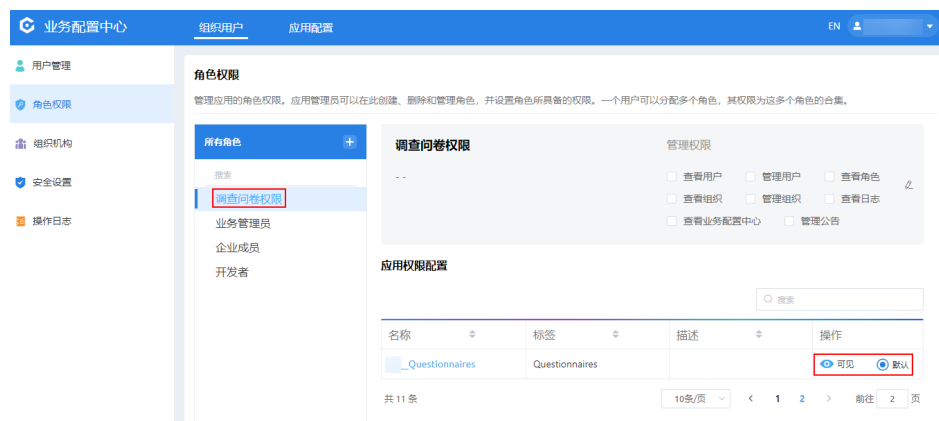 业务配置中心
组织用户 应用配置 EN
用户管理
角色权限
组织机构
安全设置
操作日志
角色权限
管理应用的角色权限。应用管理员可以在此创建、删除和管理角色，并设置角色所具备的权限。一个用户可以分配多个角色，其权限为这多个角色的合集。
所有角色 +
搜索
调查问卷权限
业务管理员
企业成员
开发者
调查问卷权限
--
管理权限
查看用户 管理用户 查看角色
查看组织 管理组织 查看日志
查看业务配置中心 管理公告
应用权限配置
搜索
名称 标签 描述 操作
__Questionnaires Questionnaires 可见 默认
共 11 条 10条/页 < 1 2 > 前往 2 页